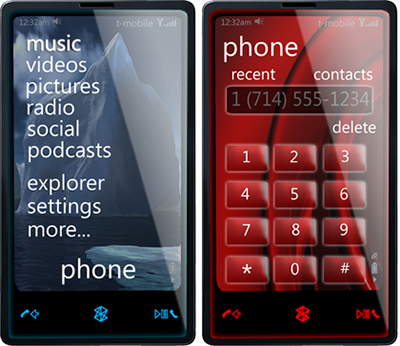 12:32am
t-mobile
music
videos
pictures
radio
social
podcasts
explorer
settings
more...
phone
12:32am
t-mobile
phone
recent contacts
1 (714) 555-1234
delete
1 2 3
4 5 6
7 8 9
* 0 #